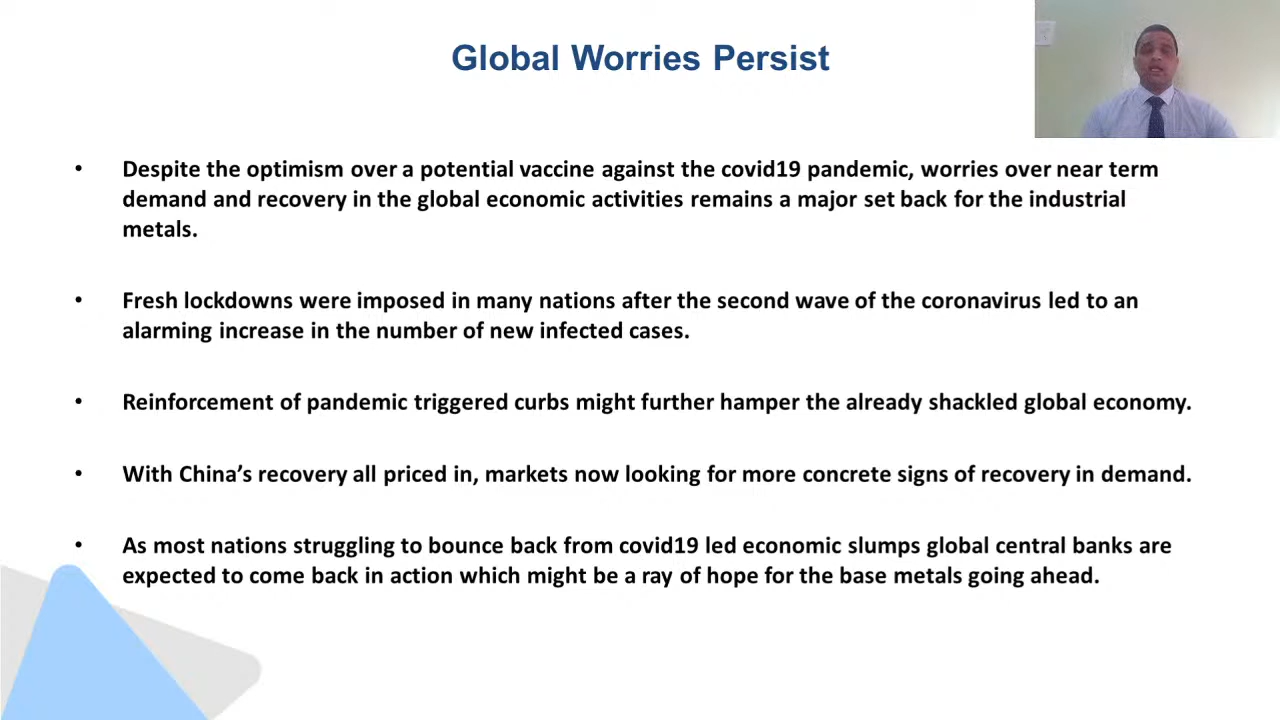 Global Worries Persist
• Despite the optimism over a potential vaccine against the covid19 pandemic, worries over near term
demand and recovery in the global economic activities remains a major set back for the industrial
metals.
• Fresh lockdowns were imposed in many nations after the second wave of the coronavirus led to an
alarming increase in the number of new infected cases.
• Reinforcement of pandemic triggered curbs might further hamper the already shackled global economy.
• With China’s recovery all priced in, markets now looking for more concrete signs of recovery in demand.
• As most nations struggling to bounce back from covid19 led economic slumps global central banks are
expected to come back in action which might be a ray of hope for the base metals going ahead.